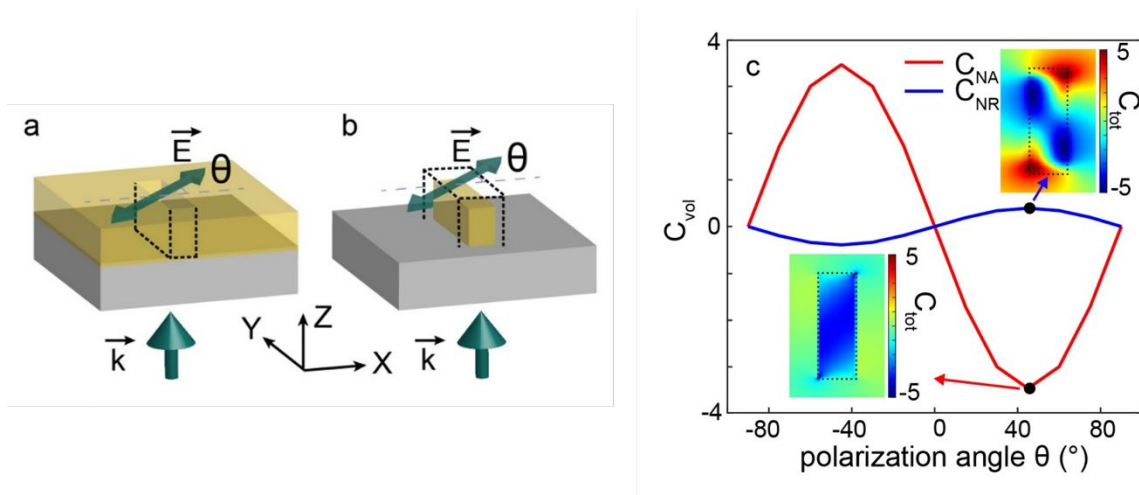 a
b
E
θ
E
θ
Z
Y
X
k
k
c
4
0
-4
C_vol
C_NA
C_NR
5
-5
C_tot
5
-5
C_tot
-80
-40
0
40
80
polarization angle θ (°)